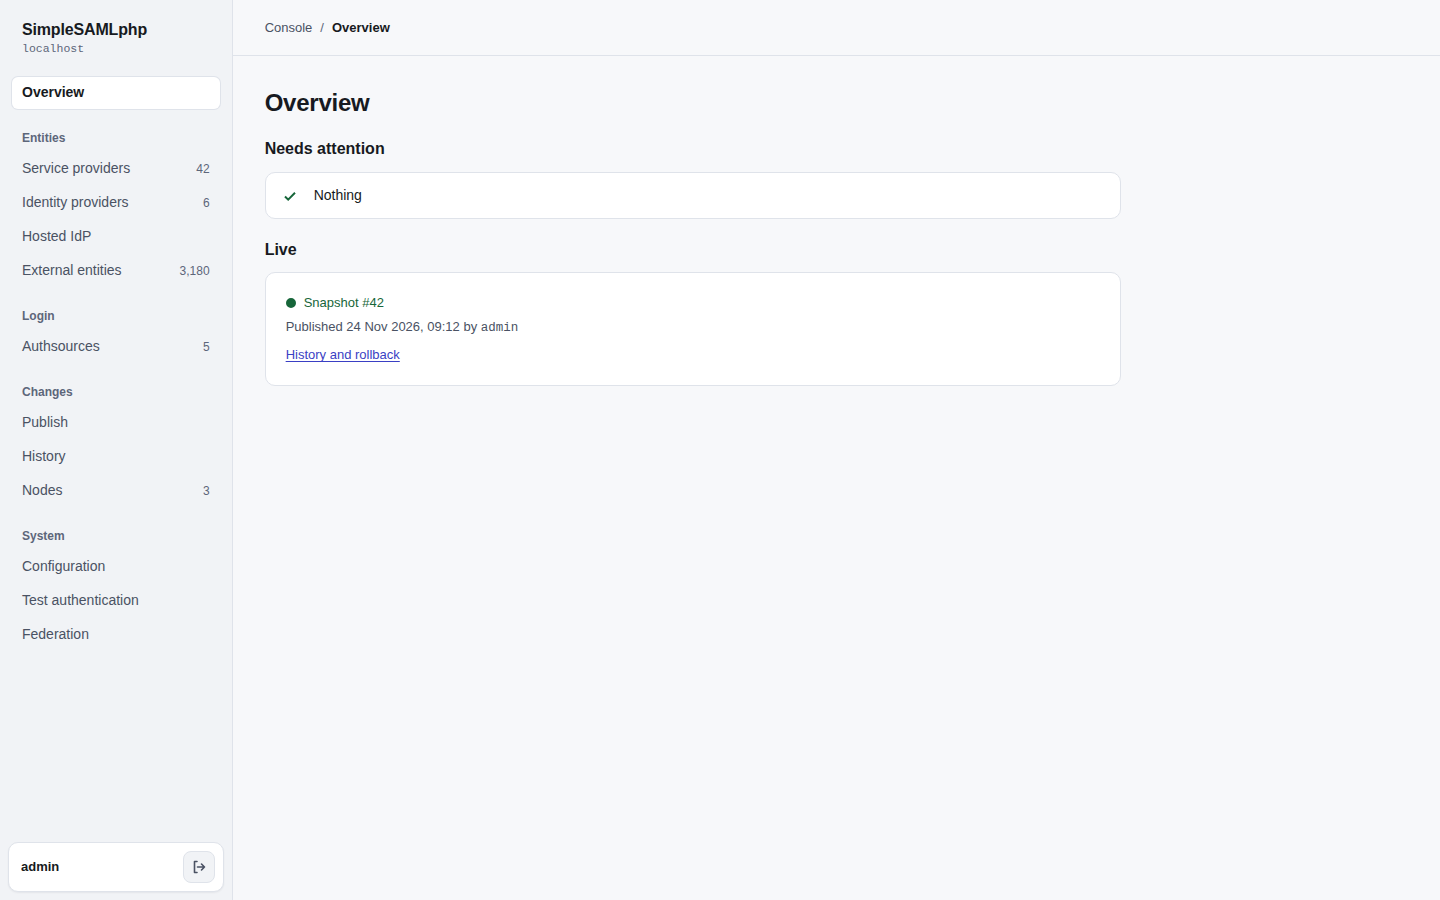 SimpleSAMLphp
localhost
Overview
Entities
Service providers 42
Identity providers 6
Hosted IdP
External entities 3,180
Login
Authsources 5
Changes
Publish
History
Nodes 3
System
Configuration
Test authentication
Federation
admin
Console / Overview
Overview
Needs attention
Nothing
Live
Snapshot #42
Published 24 Nov 2026, 09:12 by admin
History and rollback